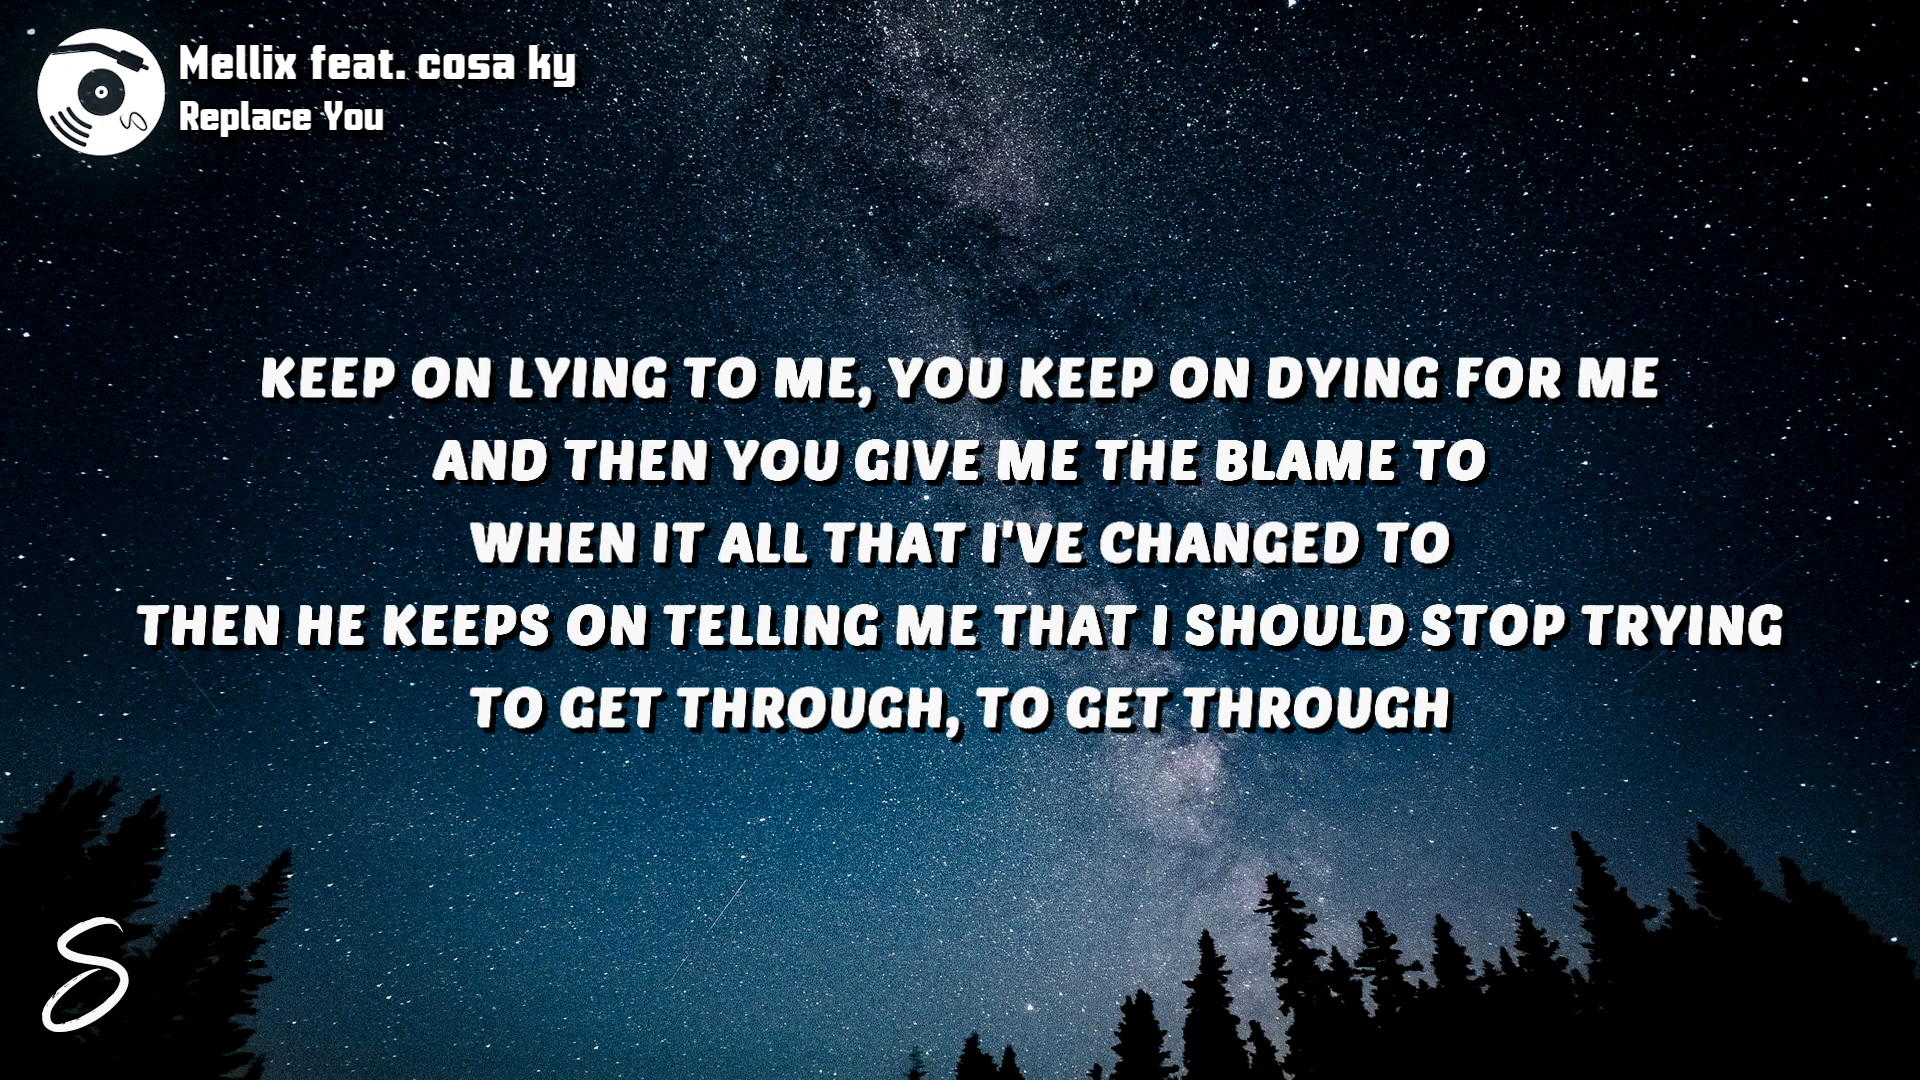 Mellix feat. cosa ky
Replace You
KEEP ON LYING TO ME, YOU KEEP ON DYING FOR ME
AND THEN YOU GIVE ME THE BLAME TO
WHEN IT ALL THAT I'VE CHANGED TO
THEN HE KEEPS ON TELLING ME THAT I SHOULD STOP TRYING
TO GET THROUGH, TO GET THROUGH
S